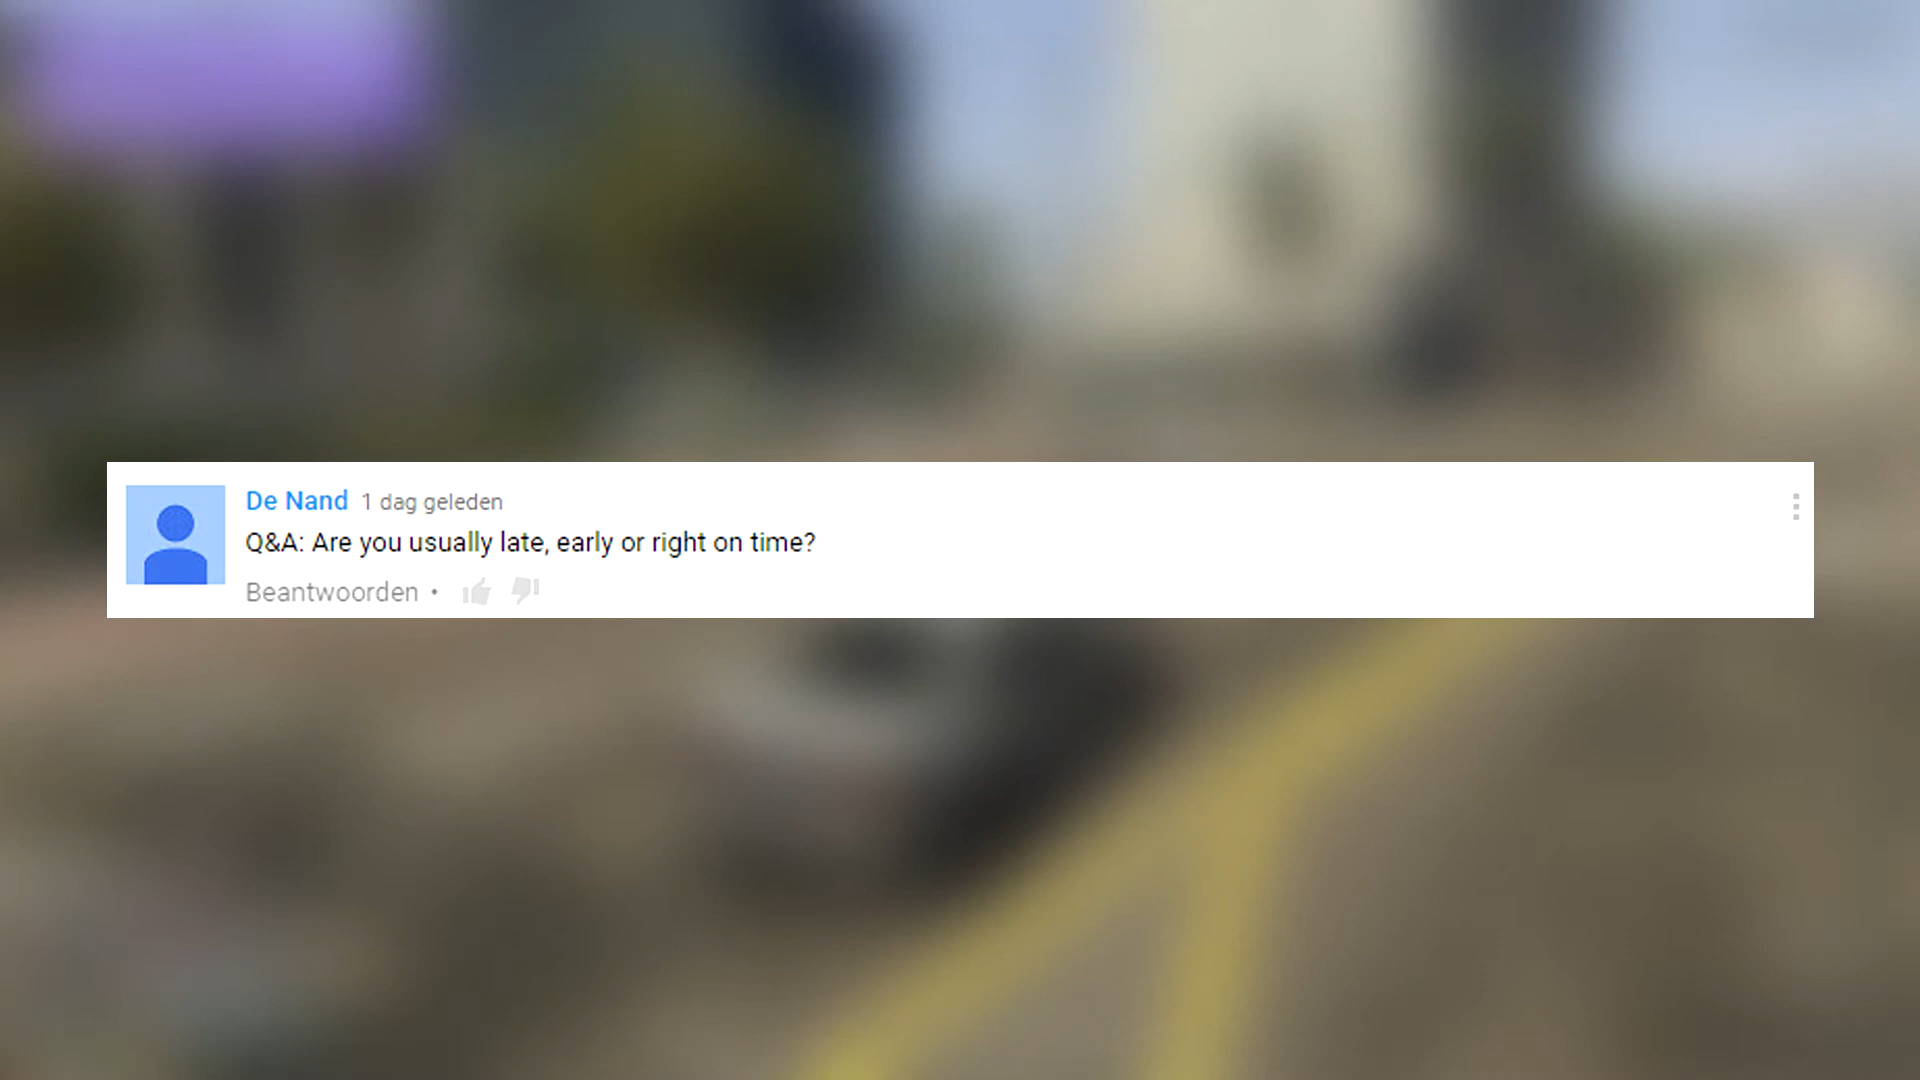 De Nand 1 dag geleden
Q&A: Are you usually late, early or right on time?
Beantwoorden •